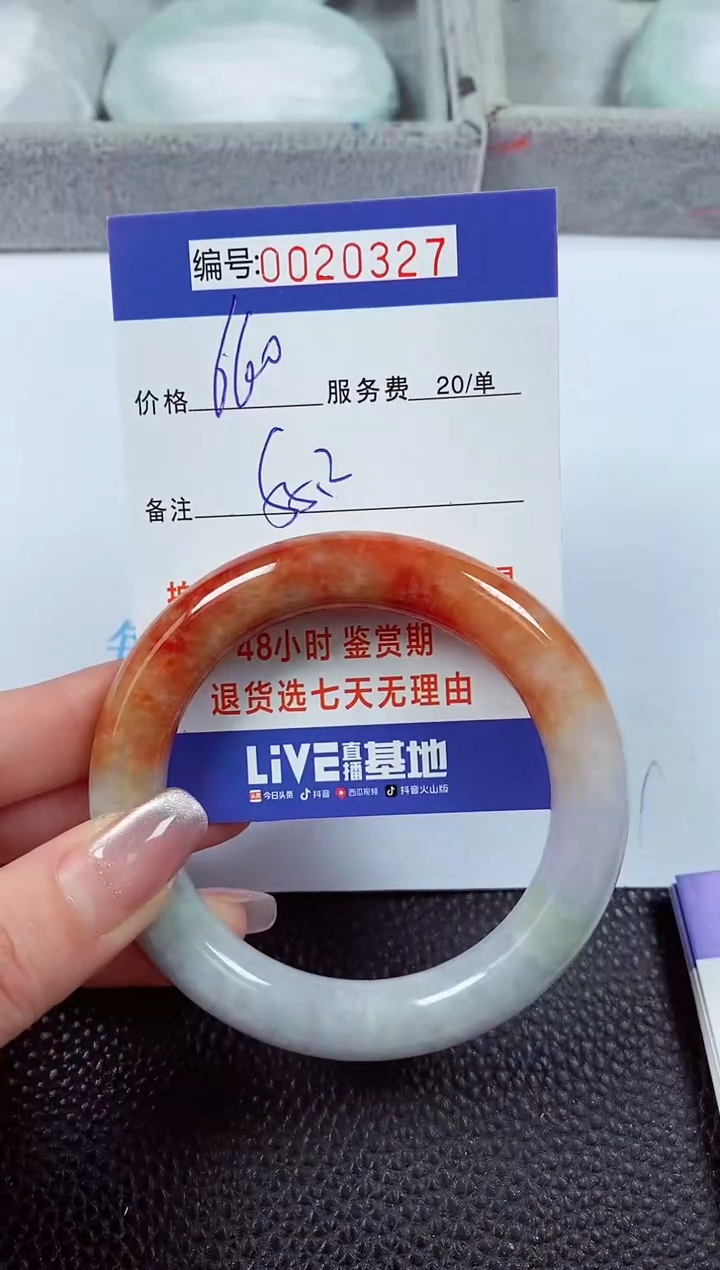 编号:0020327
价格 660 服务费 20/单
备注
48小时 鉴赏期
退货选七天无理由
LiVE直播基地
今日头条 抖音 西瓜视频 抖音火山版